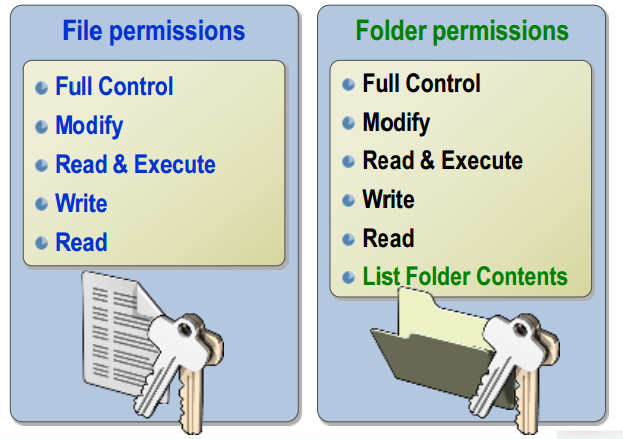 File permissions
Full Control
Modify
Read & Execute
Write
Read
Folder permissions
Full Control
Modify
Read & Execute
Write
Read
List Folder Contents